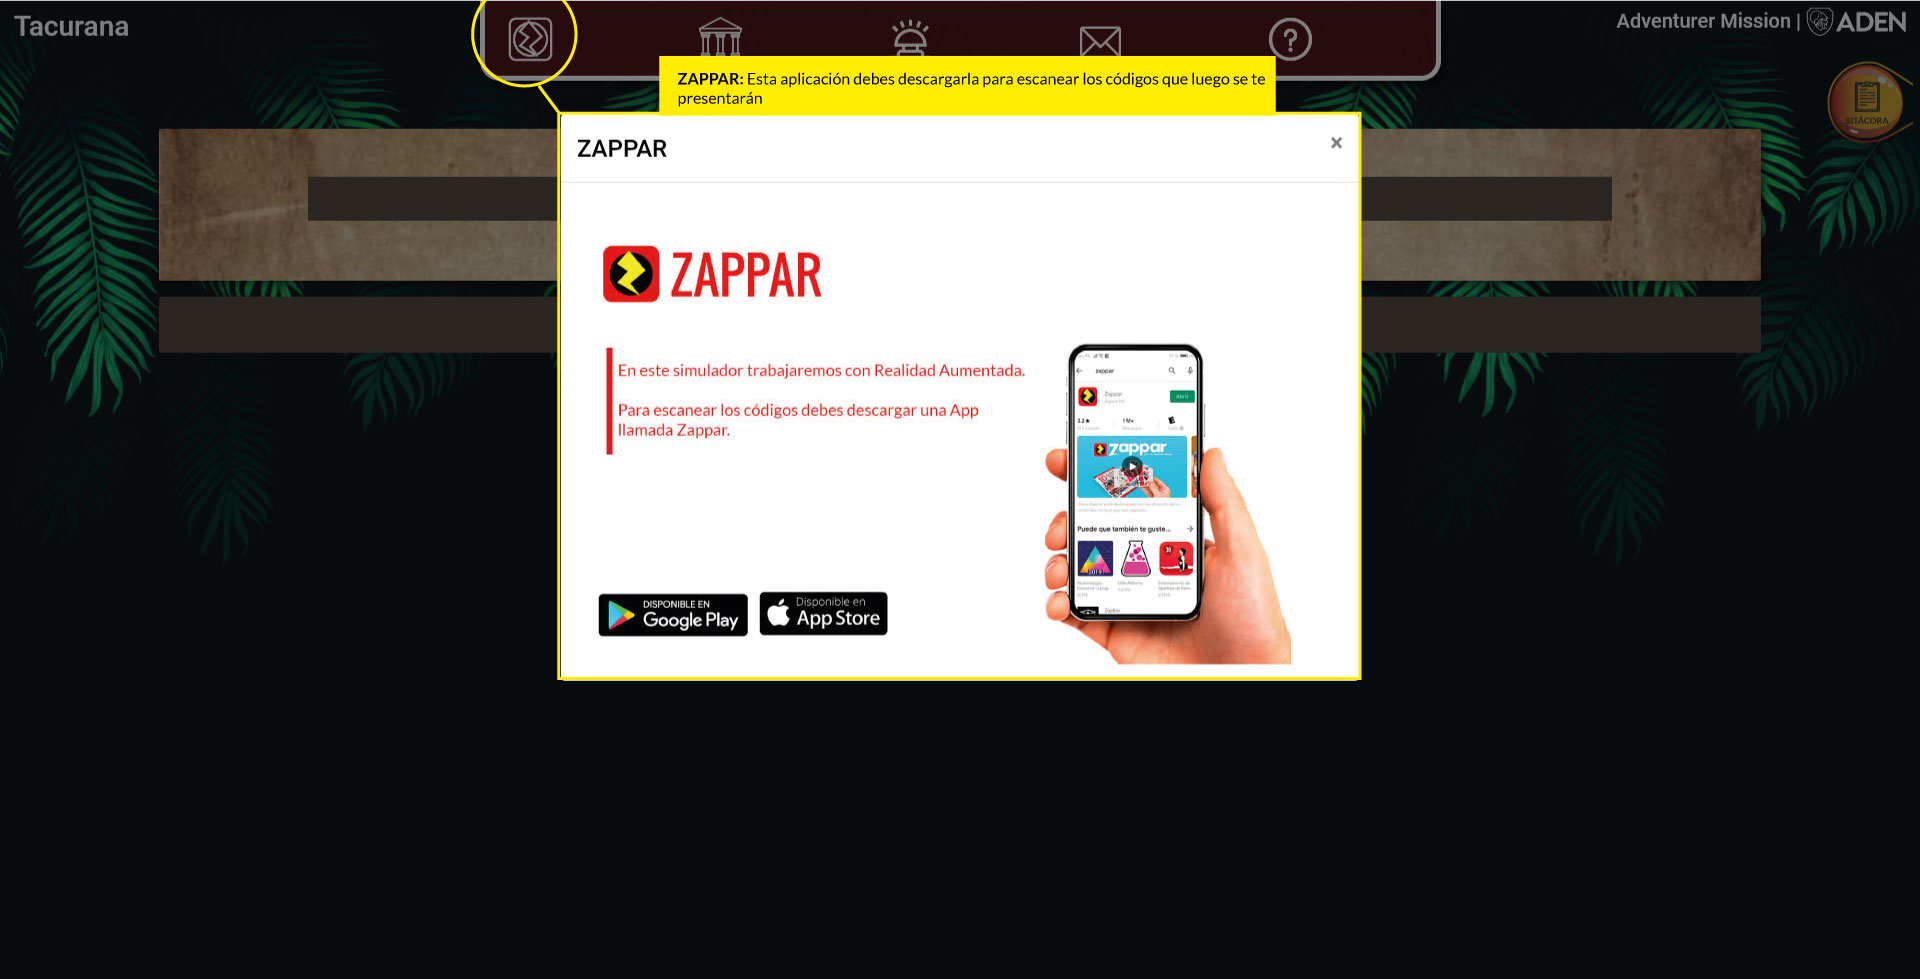 Tacurana
Adventurer Mission | ADEN
ZAPPAR: Esta aplicación debes descargarla para escanear los códigos que luego se te
presentarán
BITÁCORA
ZAPPAR
×
ZAPPAR
En este simulador trabajaremos con Realidad Aumentada.
Para escanear los códigos debes descargar una App
llamada Zappar.
zappar
Zappar
zappar
Puede que también te guste...
DISPONIBLE EN
Google Play
Disponible en
App Store